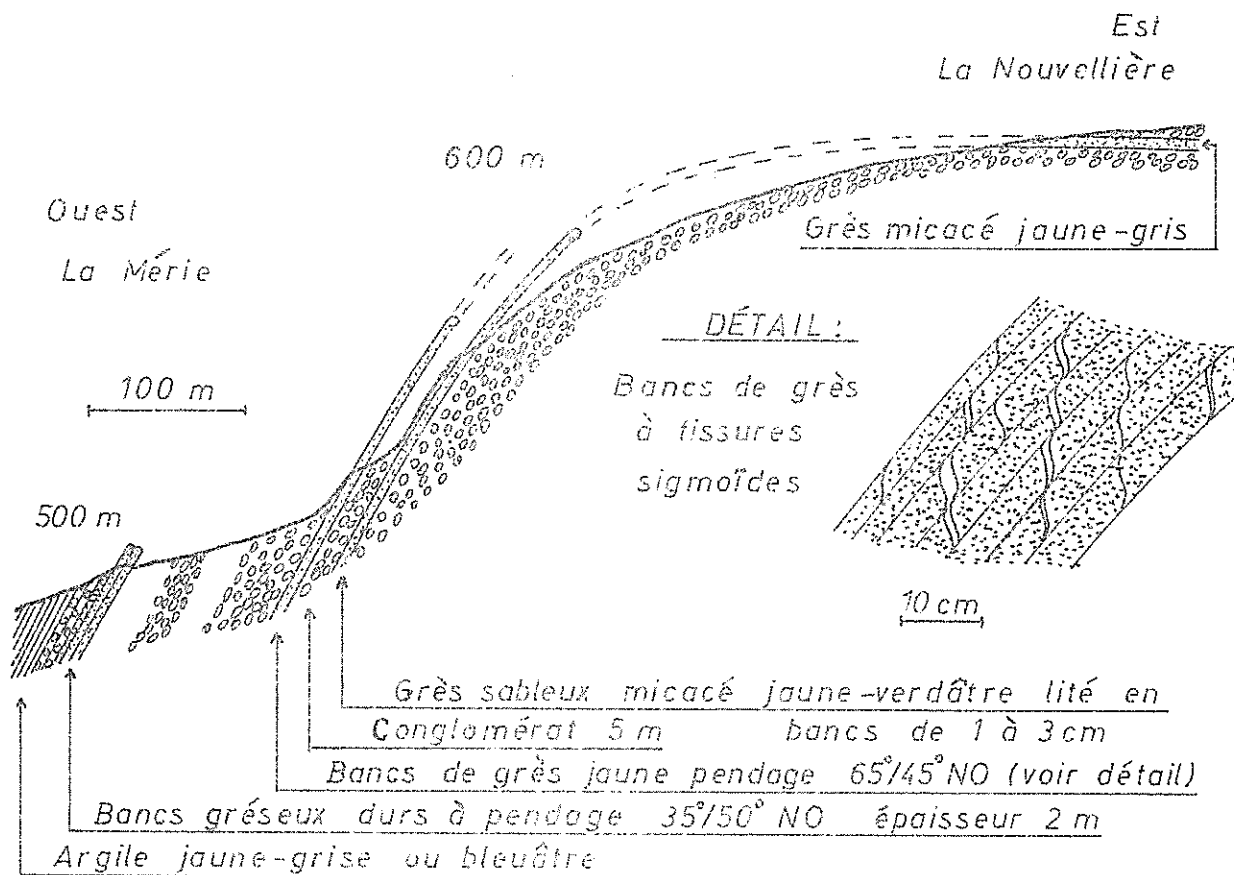 Est
La Nouvellière
600 m
Ouest
La Mérie
Grès micacé jaune-gris
DÉTAIL :
100 m
Bancs de grès
à fissures
sigmoïdes
500 m
10 cm
Grès sableux micacé jaune-verdâtre lité en
Conglomérat 5 m bancs de 1 à 3 cm
Bancs de grès jaune pendage 65°/45° NO (voir détail)
Bancs gréseux durs à pendage 35°/50° NO épaisseur 2 m
Argile jaune-grise ou bleuâtre